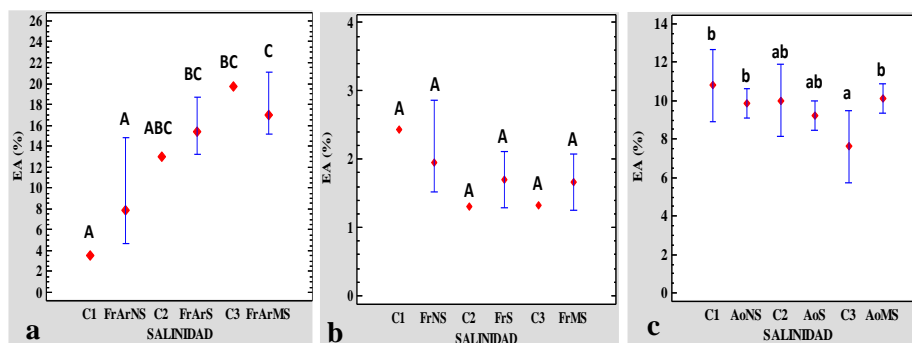 26
24
22
20
18
16
14
12
10
8
6
4
2
0
EA (%)
A
A
ABC
BC
BC
C
C1 FrArNS C2 FrArS C3 FrArMS
SALINIDAD
a
4
3
2
1
0
EA (%)
A
A
A
A
A
A
C1 FrNS C2 FrS C3 FrMS
SALINIDAD
b
14
12
10
8
6
4
2
0
EA (%)
b
b
ab
ab
a
b
C1 AoNS C2 AoS C3 AoMS
SALINIDAD
c